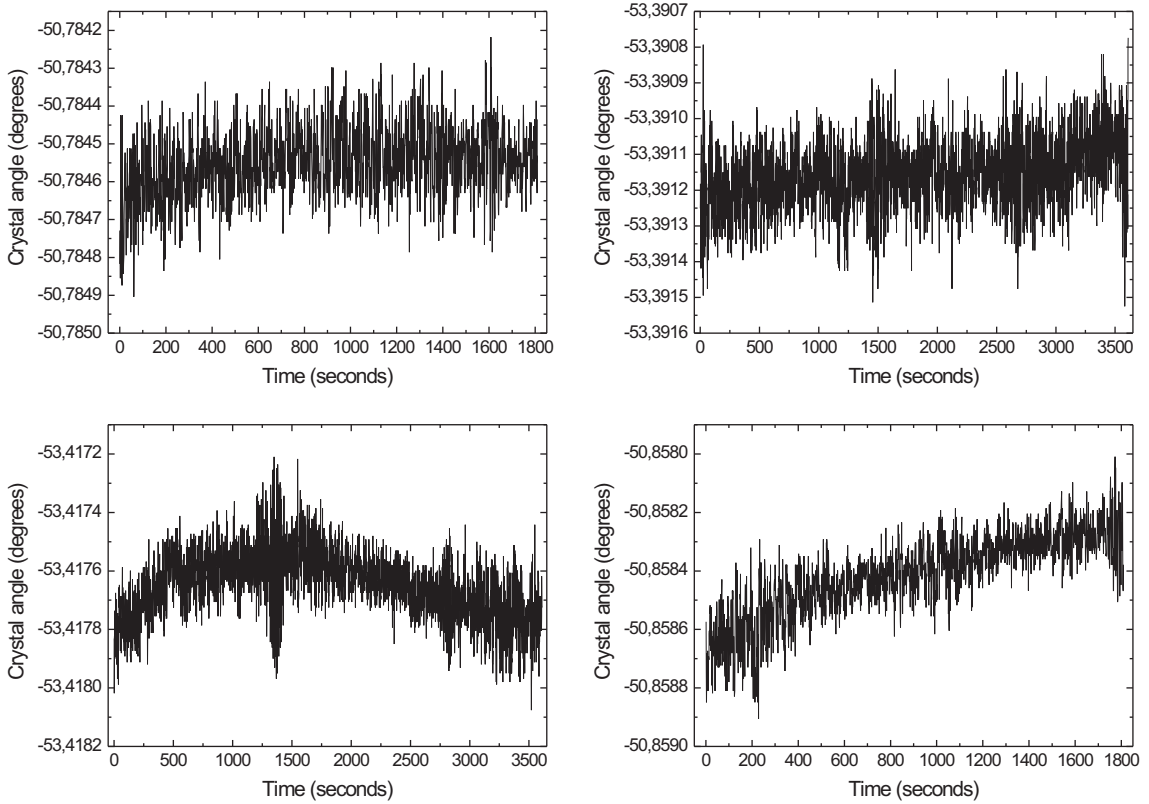 -50,7842
-50,7843
-50,7844
-50,7845
-50,7846
-50,7847
-50,7848
-50,7849
-50,7850
Crystal angle (degrees)
0 200 400 600 800 1000 1200 1400 1600 1800
Time (seconds)
-53,3907
-53,3908
-53,3909
-53,3910
-53,3911
-53,3912
-53,3913
-53,3914
-53,3915
-53,3916
Crystal angle (degrees)
0 500 1000 1500 2000 2500 3000 3500
Time (seconds)
-53,4172
-53,4174
-53,4176
-53,4178
-53,4180
-53,4182
Crystal angle (degrees)
0 500 1000 1500 2000 2500 3000 3500
Time (seconds)
-50,8580
-50,8582
-50,8584
-50,8586
-50,8588
-50,8590
Crystal angle (degrees)
0 200 400 600 800 1000 1200 1400 1600 1800
Time (seconds)